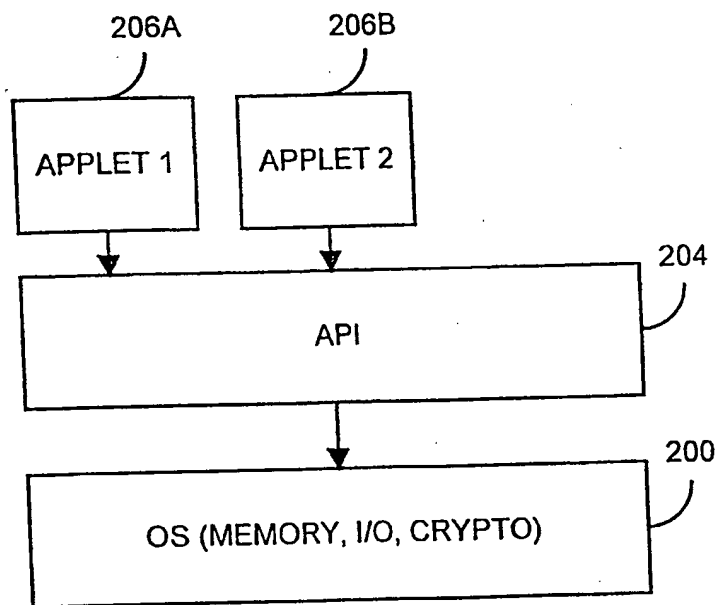 206A
206B
APPLET 1
APPLET 2
204
API
200
OS (MEMORY, I/O, CRYPTO)